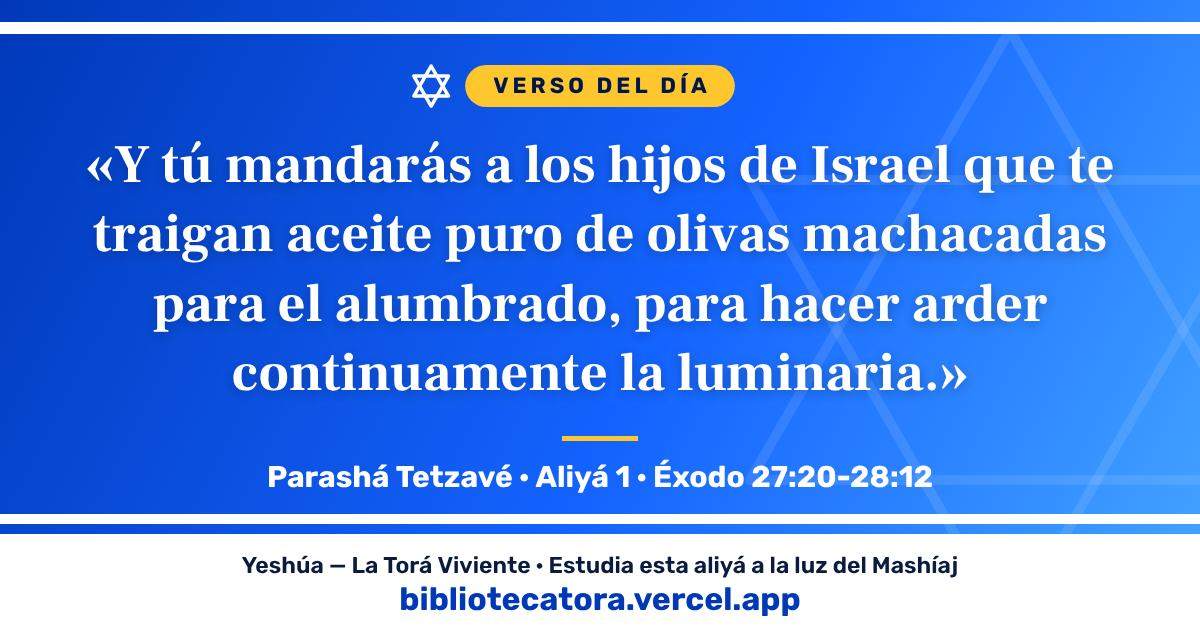 VERSO DEL DÍA
«Y tú mandarás a los hijos de Israel que te
traigan aceite puro de olivas machacadas
para el alumbrado, para hacer arder
continuamente la luminaria.»
Parashá Tetzavé • Aliyá 1 • Éxodo 27:20-28:12
Yeshúa — La Torá Viviente • Estudia esta aliyá a la luz del Mashíaj
bibliotecatora.vercel.app